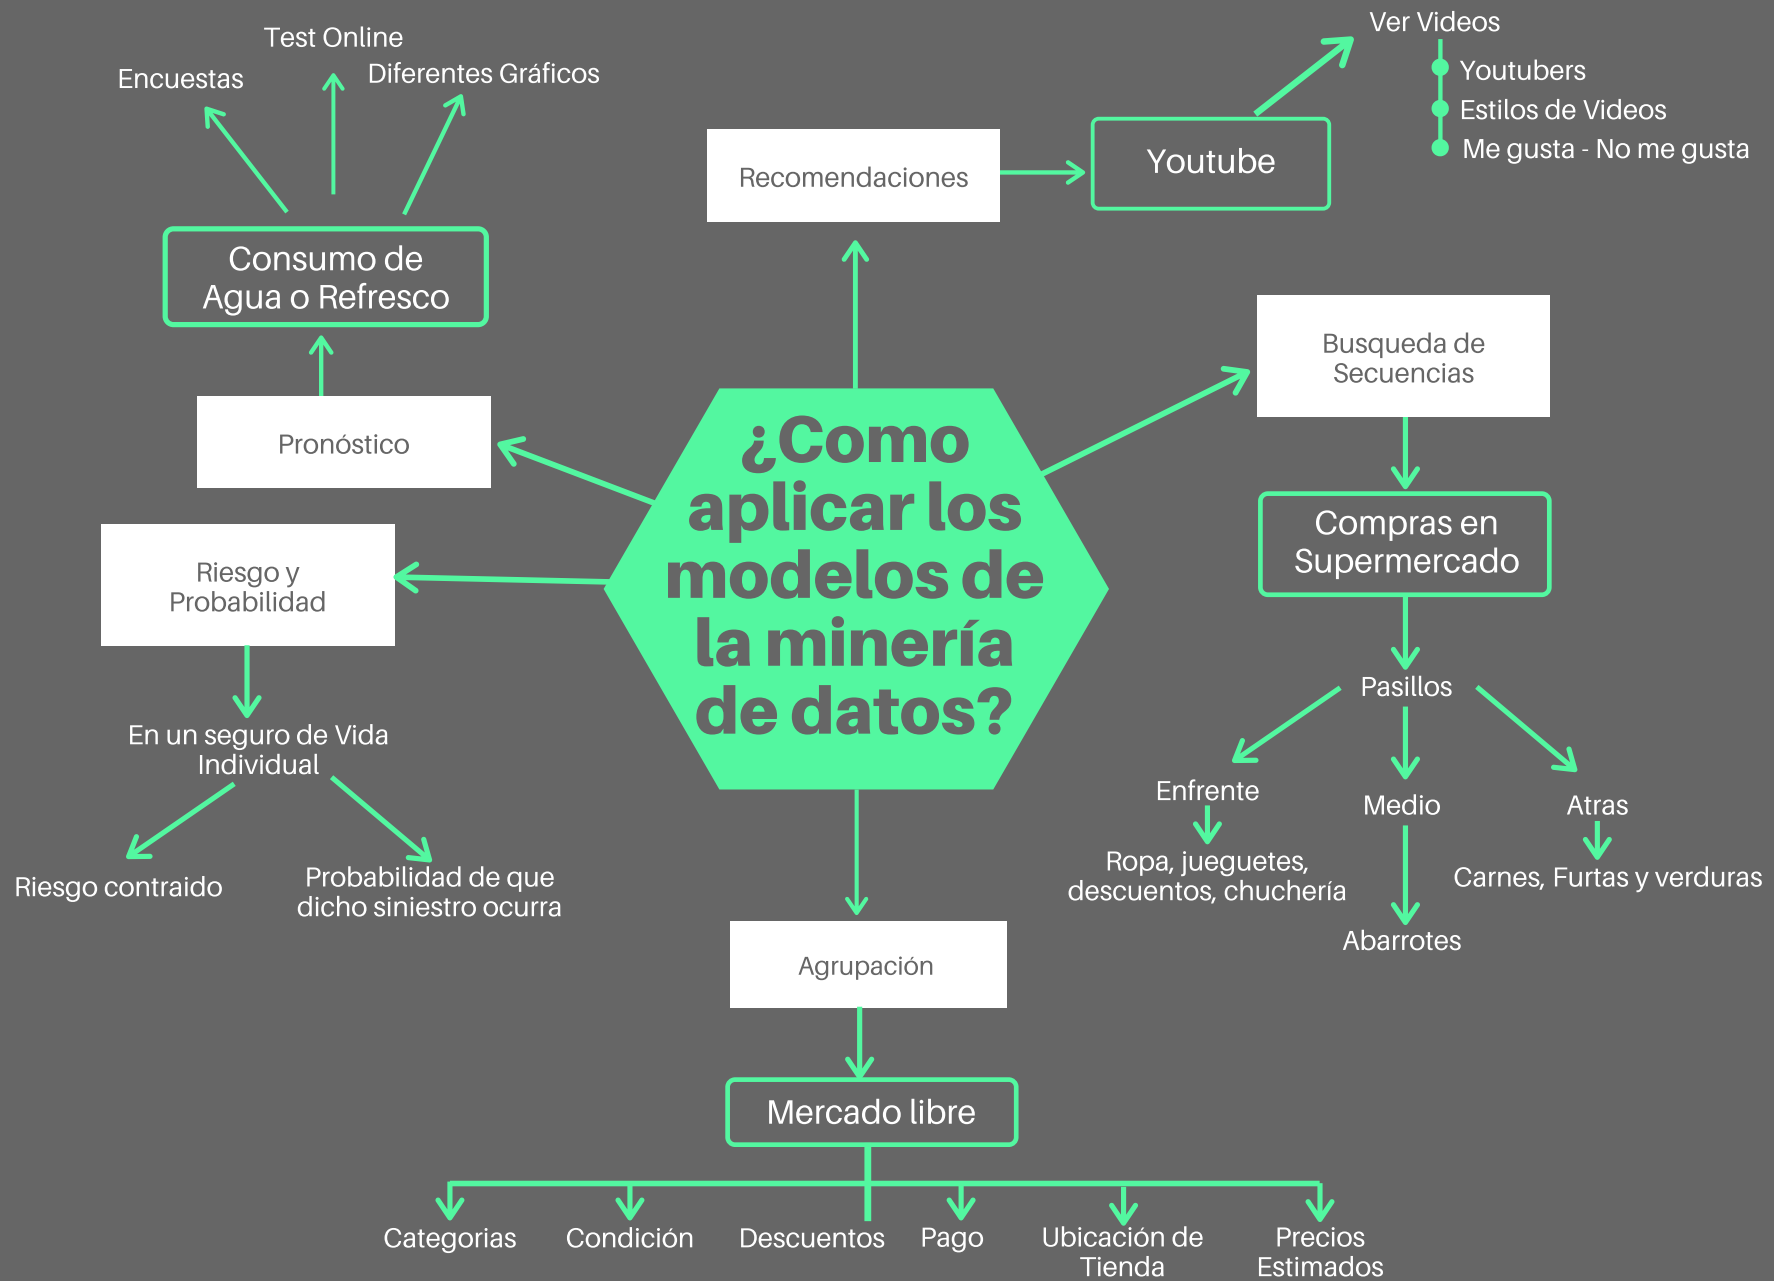 Test Online
Encuestas
Diferentes Gráficos
Consumo de
Agua o Refresco
Pronóstico
Riesgo y
Probabilidad
En un seguro de Vida
Individual
Riesgo contraido
Probabilidad de que
dicho siniestro ocurra
¿Como
aplicar los
modelos de
la minería
de datos?
Recomendaciones
Youtube
Ver Videos
Youtubers
Estilos de Videos
Me gusta - No me gusta
Busqueda de
Secuencias
Compras en
Supermercado
Pasillos
Enfrente
Medio
Atras
Ropa, jueguetes,
descuentos, chuchería
Abarrotes
Carnes, Furtas y verduras
Agrupación
Mercado libre
Categorias
Condición
Descuentos
Pago
Ubicación de
Tienda
Precios
Estimados